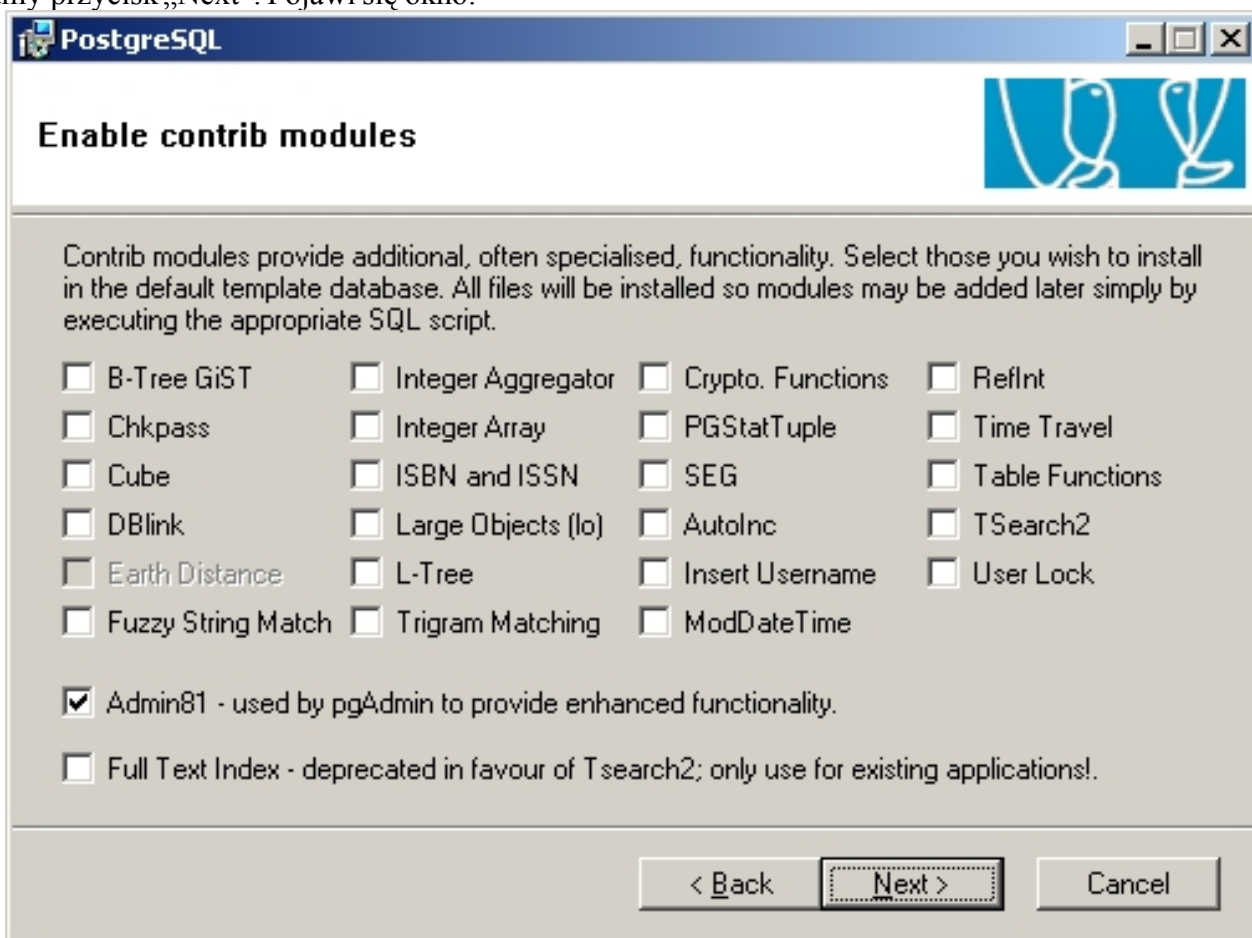 przycisk „Next". Pojawi się okno:
PostgreSQL
Enable contrib modules
Contrib modules provide additional, often specialised, functionality. Select those you wish to install
in the default template database. All files will be installed so modules may be added later simply by
executing the appropriate SQL script.
B-Tree GiST Integer Aggregator Crypto. Functions RefInt
Chkpass Integer Array PGStatTuple Time Travel
Cube ISBN and ISSN SEG Table Functions
DBlink Large Objects (lo) AutoInc TSearch2
Earth Distance L-Tree Insert Username User Lock
Fuzzy String Match Trigram Matching ModDateTime
Admin81 - used by pgAdmin to provide enhanced functionality.
Full Text Index - deprecated in favour of Tsearch2; only use for existing applications!.
< Back Next > Cancel